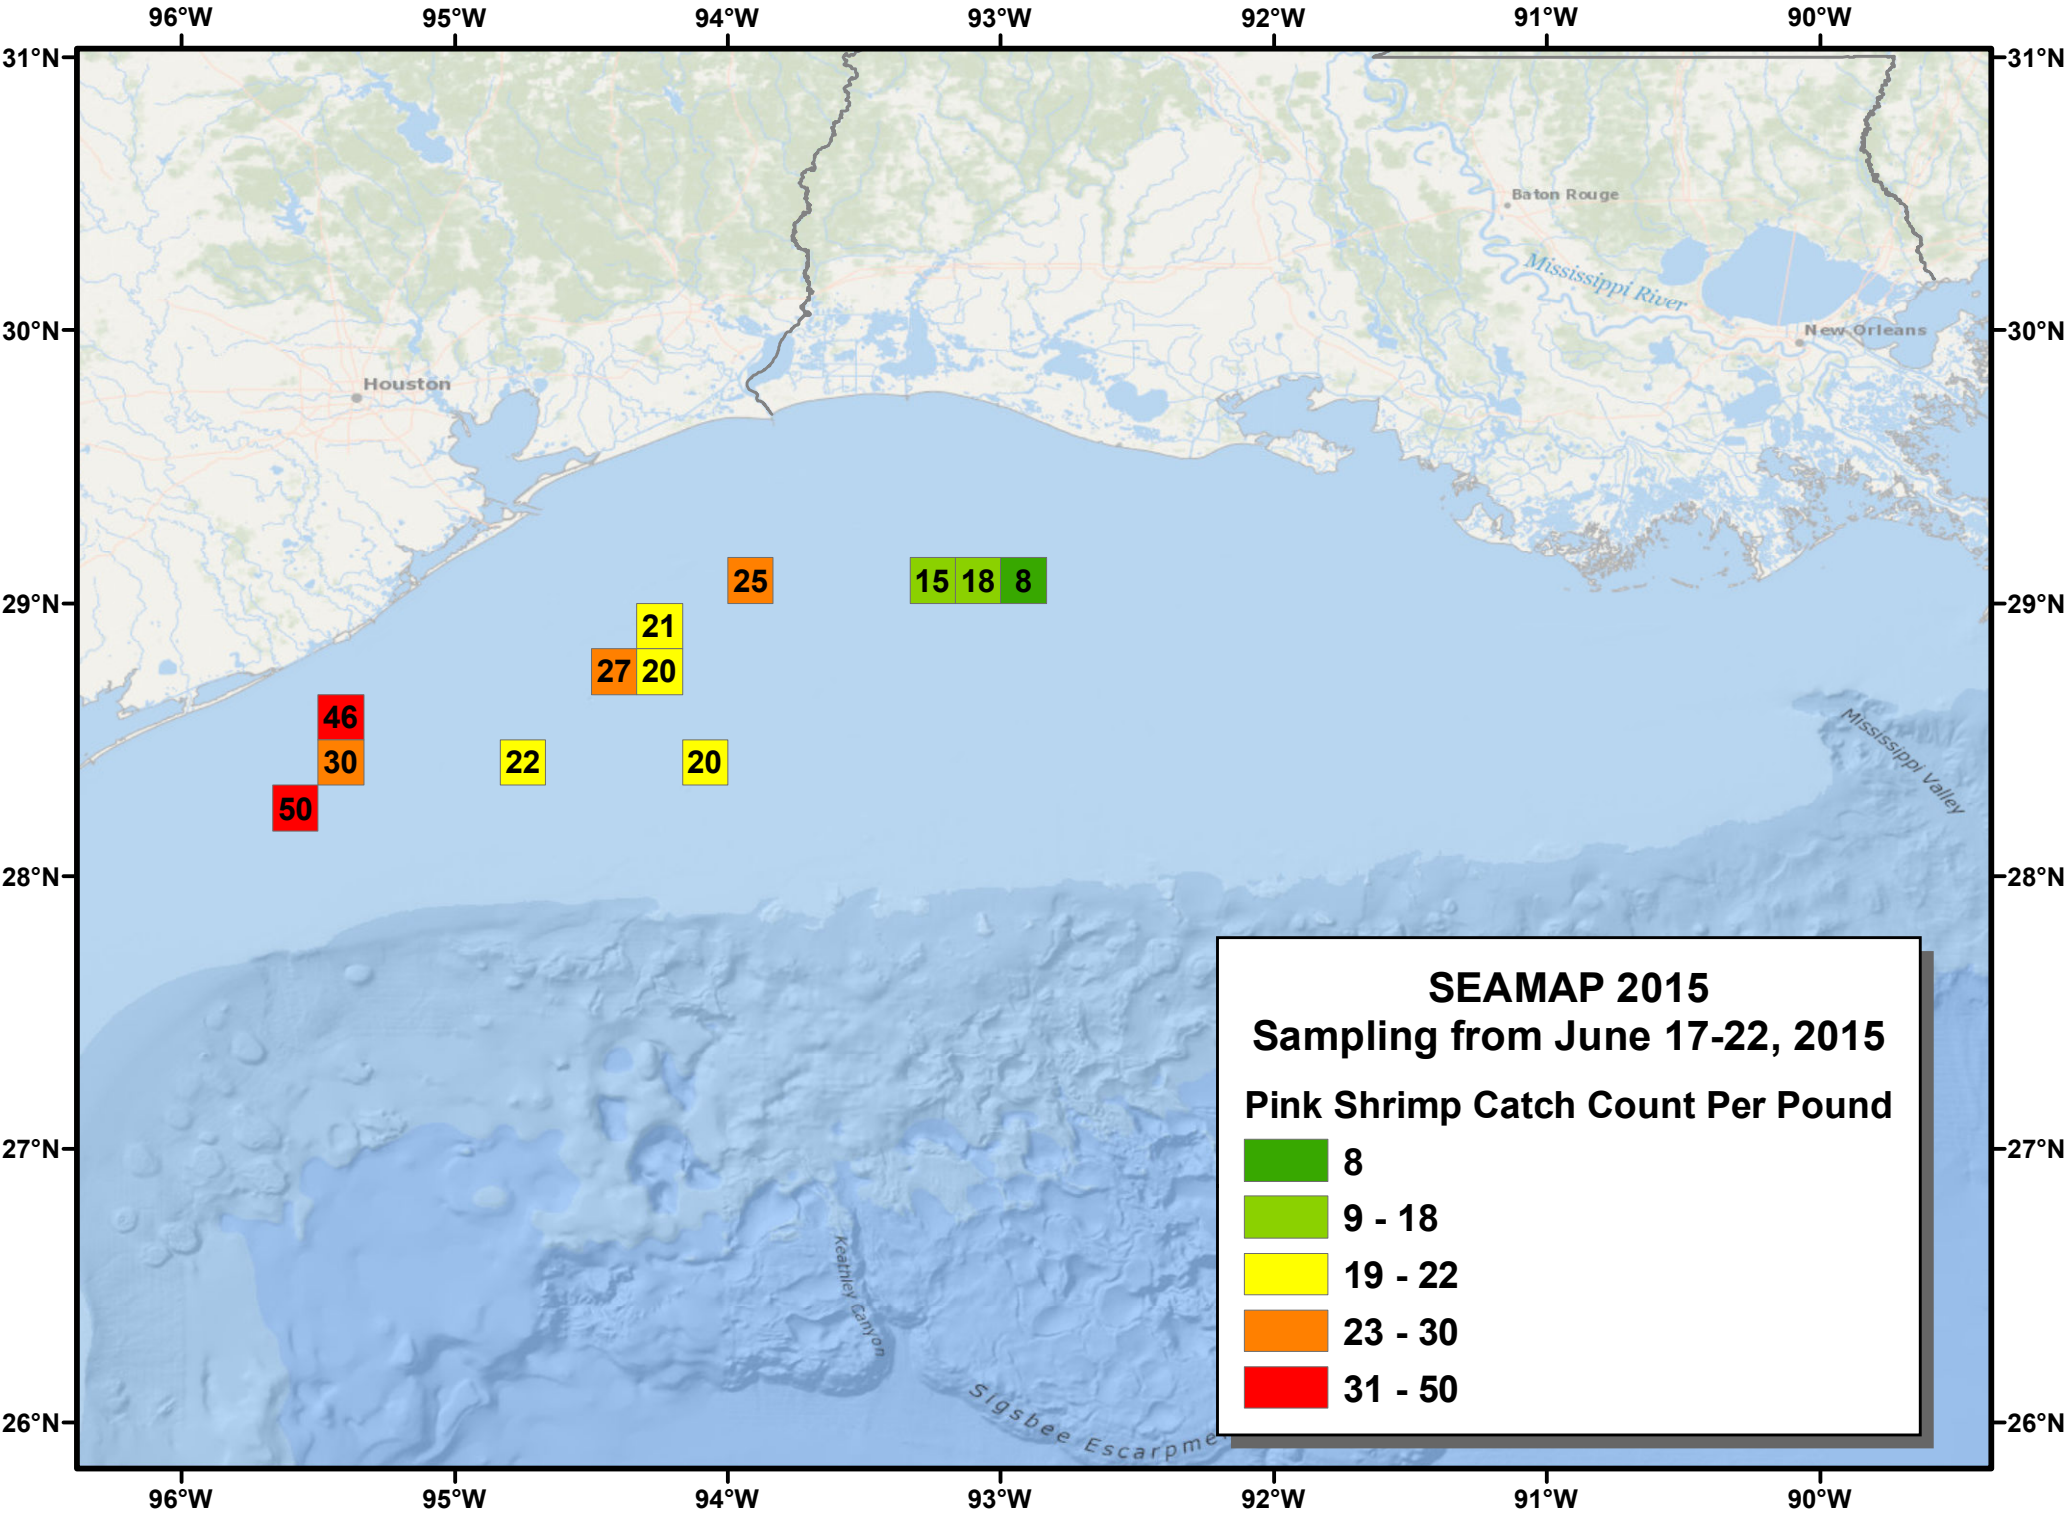 96°W 95°W 94°W 93°W 92°W 91°W 90°W
31°N 31°N
Baton Rouge
Mississippi River
30°N New Orleans 30°N
Houston
25 15 18 8
29°N 29°N
21
27 20
46
30 22 20
50
Mississippi Valley
28°N 28°N
SEAMAP 2015
Sampling from June 17-22, 2015
Pink Shrimp Catch Count Per Pound
8
9 - 18
19 - 22
23 - 30
31 - 50
27°N 27°N
Keathley Canyon
Sigsbee Escarpme
26°N 26°N
96°W 95°W 94°W 93°W 92°W 91°W 90°W